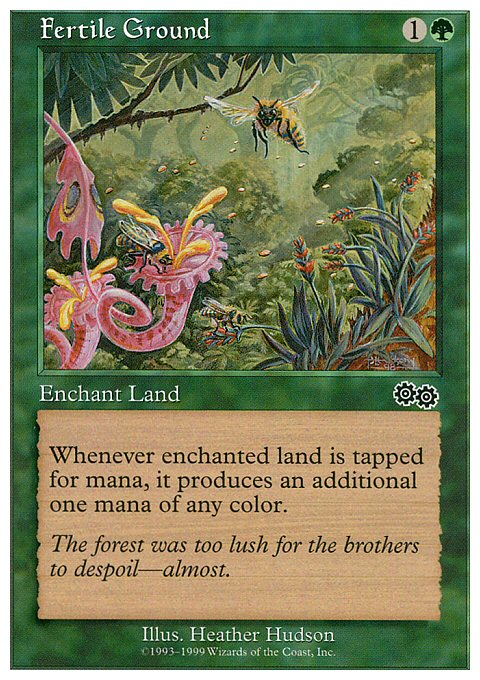 Fertile Ground 1
Enchant Land
Whenever enchanted land is tapped
for mana, it produces an additional
one mana of any color.
The forest was too lush for the brothers
to despoil—almost.
Illus. Heather Hudson
©1993–1999 Wizards of the Coast, Inc.